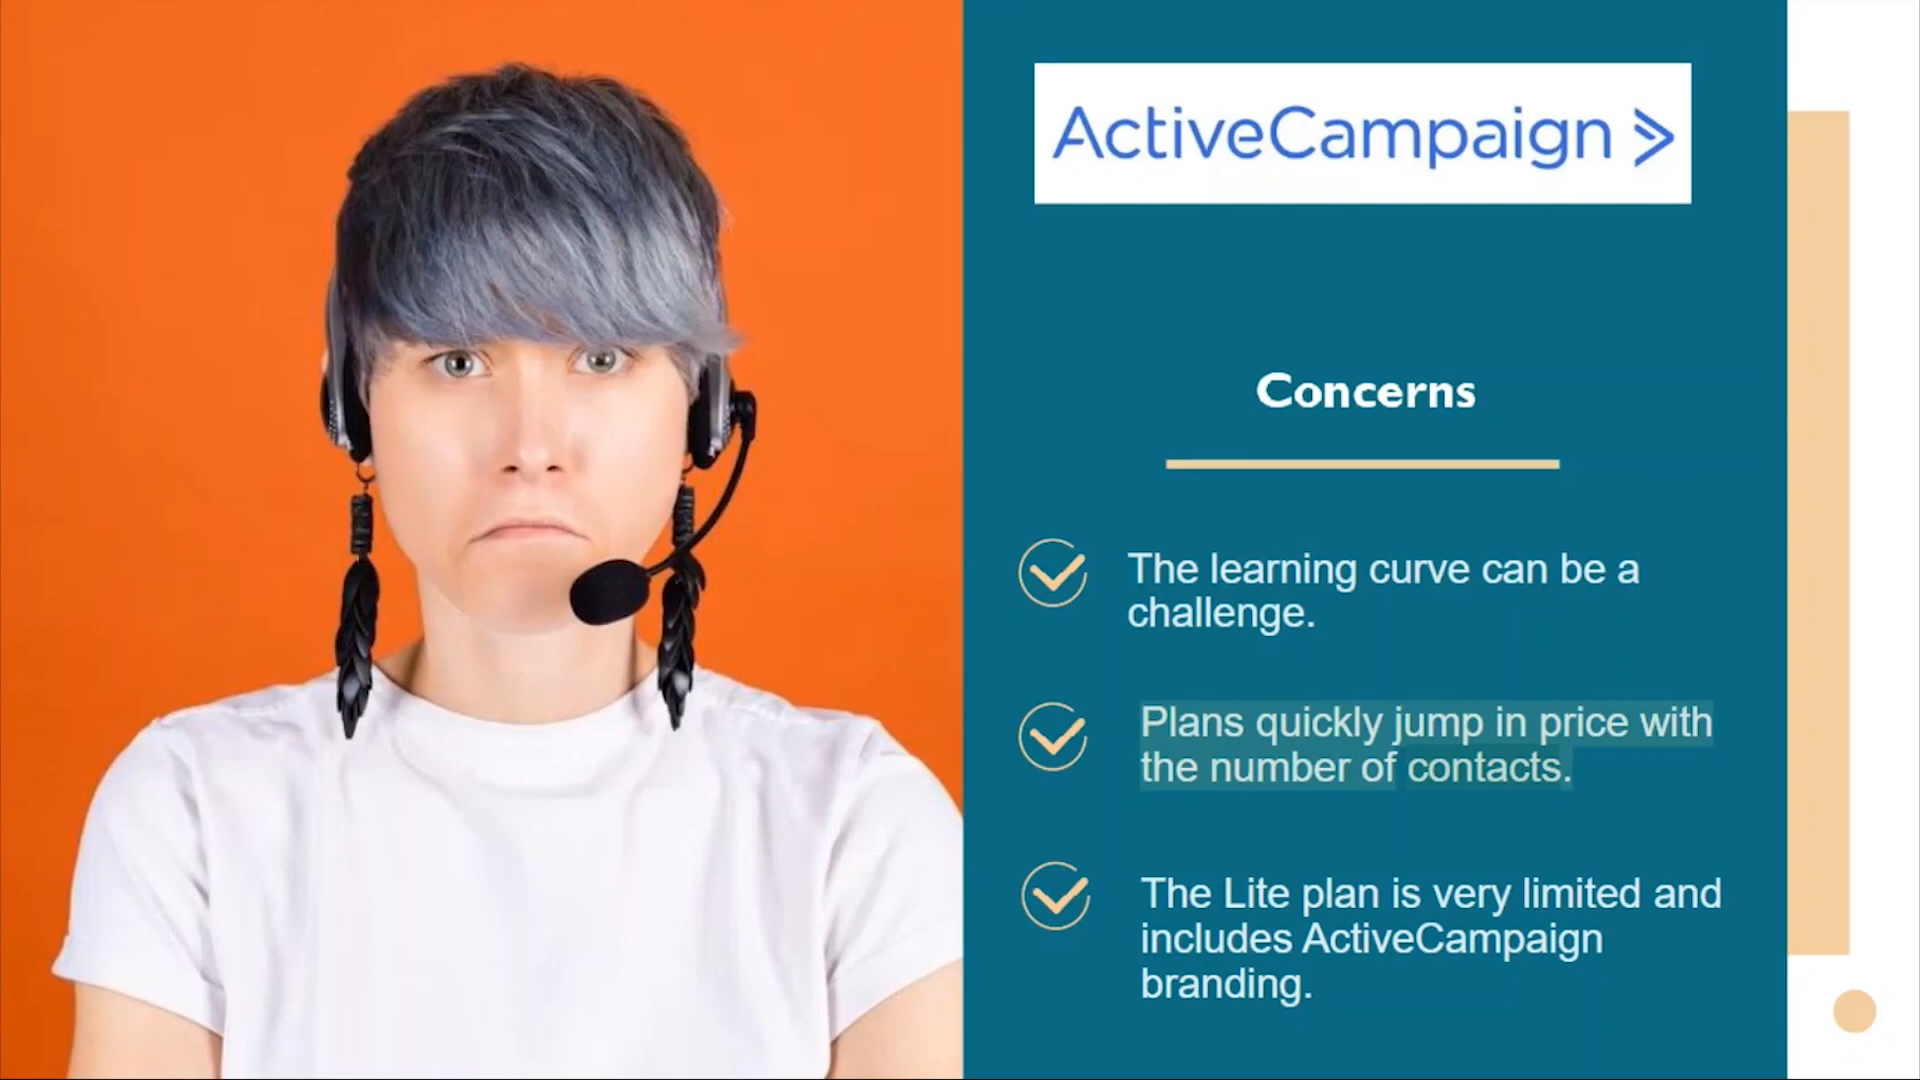 ActiveCampaign
Concerns
The learning curve can be a
challenge.
Plans quickly jump in price with
the number of contacts.
The Lite plan is very limited and
includes ActiveCampaign
branding.